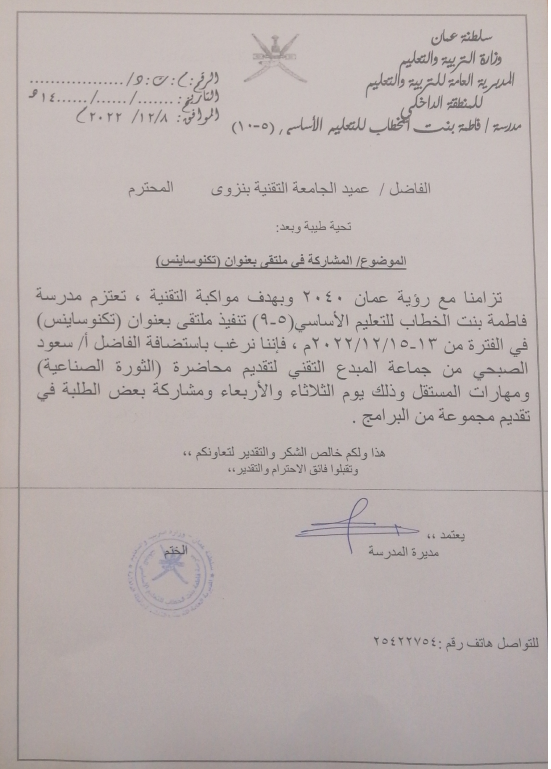 سلطنة عمان
وزارة التربية والتعليم
المديرية العامة للتربية والتعليم
للمنطقة الداخلي
مدرسة / فاطمة بنت الخطاب للتعليم الأساسي (٥-١٠)
الرقم: م : ت : د/....................
التاريخ: ......./....../......١٤هـ
الموافق: ٨/ ١٢/ ٢٠٢٢م
الفاضل / عميد الجامعة التقنية بنزوى المحترم
تحية طيبة وبعد:
الموضوع/ المشاركة في ملتقى بعنوان (تكنوساينس)
تزامنا مع رؤية عمان ٢٠٤٠ وبهدف مواكبة التقنية ، تعتزم مدرسة
فاطمة بنت الخطاب للتعليم الأساسي(٥-٩) تنفيذ ملتقى بعنوان (تكنوساينس)
في الفترة من ١٣-٢٠٢٢/١٢/١٥م ، فإننا نرغب باستضافة الفاضل أ/ سعود
الصبحي من جماعة المبدع التقني لتقديم محاضرة (الثورة الصناعية)
ومهارات المستقل وذلك يوم الثلاثاء والأربعاء ومشاركة بعض الطلبة في
تقديم مجموعة من البرامج .
هذا ولكم خالص الشكر والتقدير لتعاونكم ،،
وتقبلوا فائق الاحترام والتقدير،،
يعتمد ،،
مديرة المدرسة
الختم
للتواصل هاتف رقم :٢٥٤٢٢٧٥٤